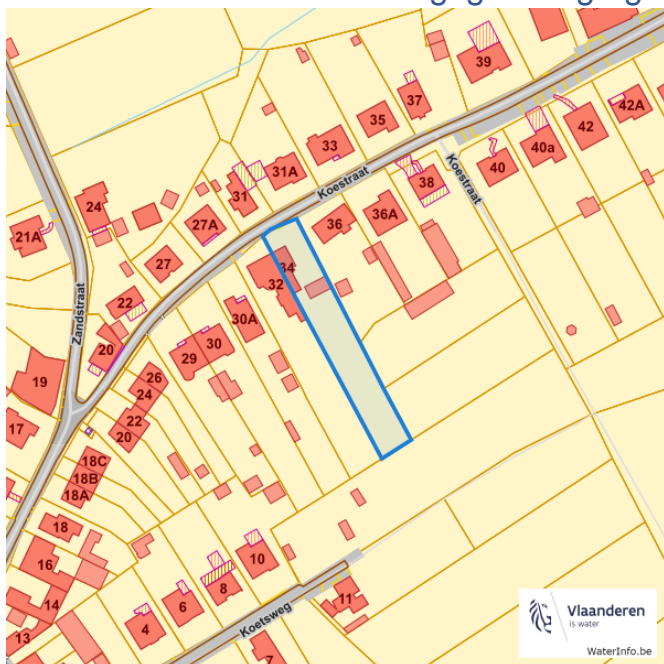 39
37
35
42A
42
33
40a
31A
Koestraat
Koestraat
40
38
24
31
36A
21A
27A
36
27
34
32
22
30A
Zandstraat
20
30
29
19
26
24
22
20
17
18C
18B
18A
18
16
10
14
8
6
11
13
4
Koetsweg
7
Vlaanderen
is water
WaterInfo.be